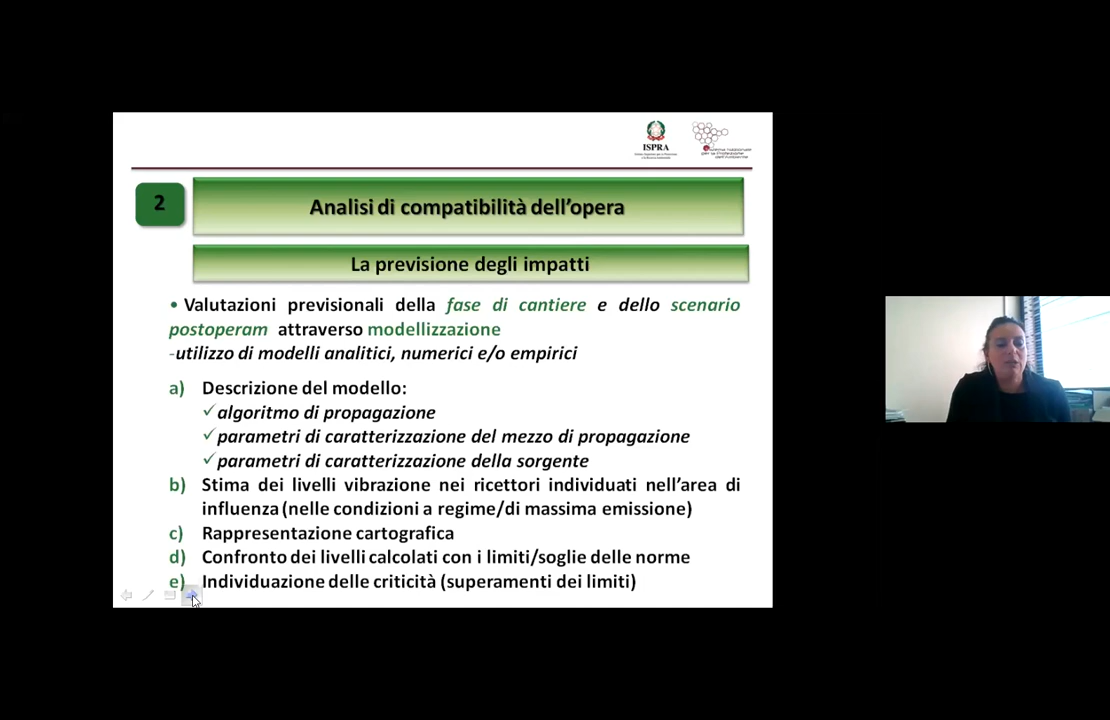 ISPRA
2
Analisi di compatibilità dell'opera
La previsione degli impatti
• Valutazioni previsionali della fase di cantiere e dello scenario
postoperam attraverso modellizzazione
-utilizzo di modelli analitici, numerici e/o empirici
a) Descrizione del modello:
✓algoritmo di propagazione
✓parametri di caratterizzazione del mezzo di propagazione
✓parametri di caratterizzazione della sorgente
b) Stima dei livelli vibrazione nei ricettori individuati nell'area di
influenza (nelle condizioni a regime/di massima emissione)
c) Rappresentazione cartografica
d) Confronto dei livelli calcolati con i limiti/soglie delle norme
e) Individuazione delle criticità (superamenti dei limiti)